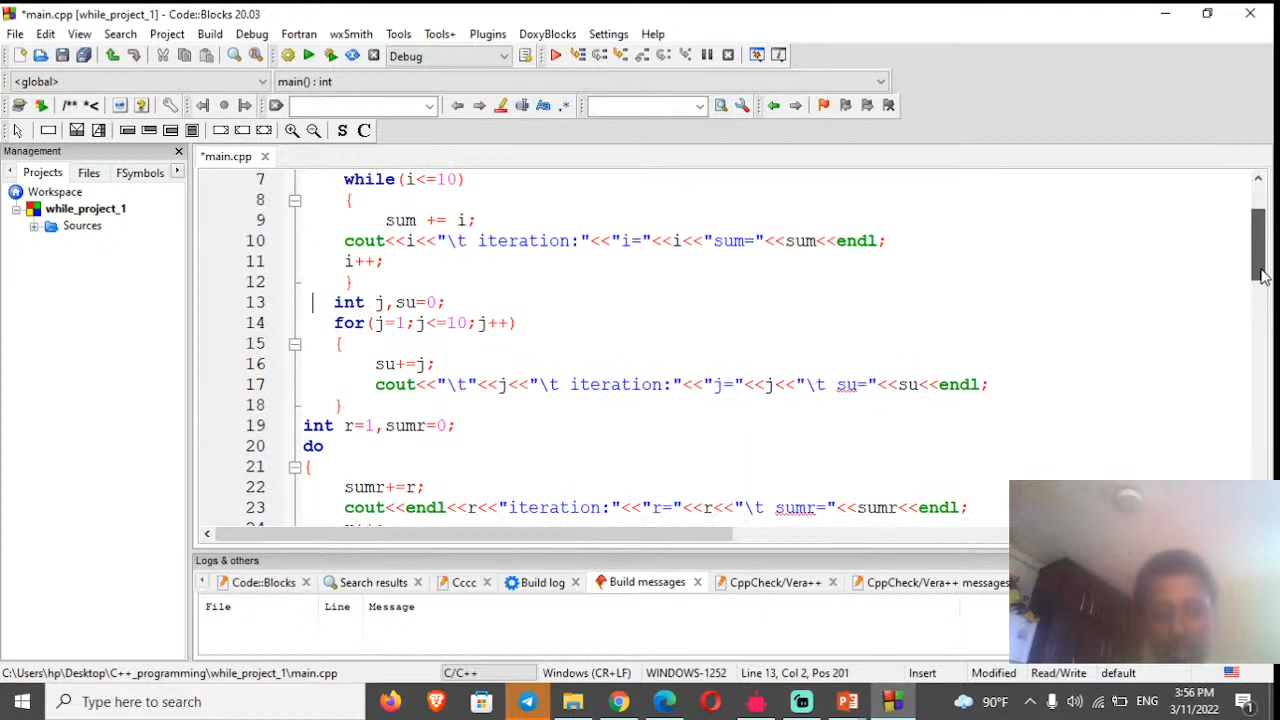 *main.cpp [while_project_1] - Code::Blocks 20.03
File Edit View Search Project Build Debug Fortran wxSmith Tools Tools+ Plugins DoxyBlocks Settings Help
Debug
<global> main() : int
/** *<
S C
Management
*main.cpp
Projects Files FSymbols
Workspace
while_project_1
Sources
7 while(i<=10)
8 {
9 sum += i;
10 cout<<i<<"\t iteration:"<<"i="<<i<<"sum="<<sum<<endl;
11 i++;
12 }
13 int j,su=0;
14 for(j=1;j<=10;j++)
15 {
16 su+=j;
17 cout<<"\t"<<j<<"\t iteration:"<<"j="<<j<<"\t su="<<su<<endl;
18 }
19 int r=1,sumr=0;
20 do
21 {
22 sumr+=r;
23 cout<<endl<<r<<"iteration:"<<"r="<<r<<"\t sumr="<<sumr<<endl;
Logs & others
Code::Blocks Search results Cccc Build log Build messages CppCheck/Vera++ CppCheck/Vera++ messages
File Line Message
C:\Users\hp\Desktop\C++_programming\while_project_1\main.cpp C/C++ Windows (CR+LF) WINDOWS-1252 Line 13, Col 2, Pos 201 Insert Modified Read/Write default
Type here to search
90°F ENG
3:56 PM
3/11/2022